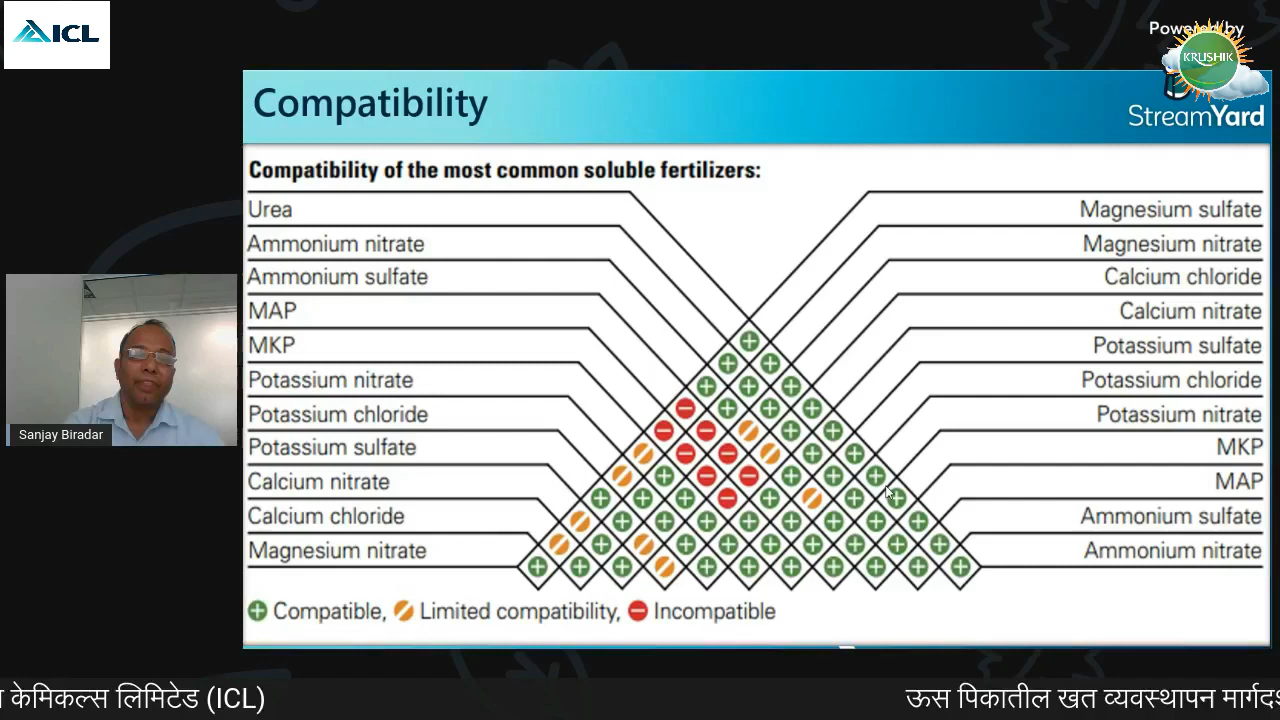 ICL
Powered by
KRUSHIK
StreamYard
Compatibility
Compatibility of the most common soluble fertilizers:
Urea
Ammonium nitrate
Ammonium sulfate
MAP
MKP
Potassium nitrate
Potassium chloride
Potassium sulfate
Calcium nitrate
Calcium chloride
Magnesium nitrate
Magnesium sulfate
Magnesium nitrate
Calcium chloride
Calcium nitrate
Potassium sulfate
Potassium chloride
Potassium nitrate
MKP
MAP
Ammonium sulfate
Ammonium nitrate
Compatible, Limited compatibility, Incompatible
Sanjay Biradar
केमिकल्स लिमिटेड (ICL) ऊस पिकातील खत व्यवस्थापन